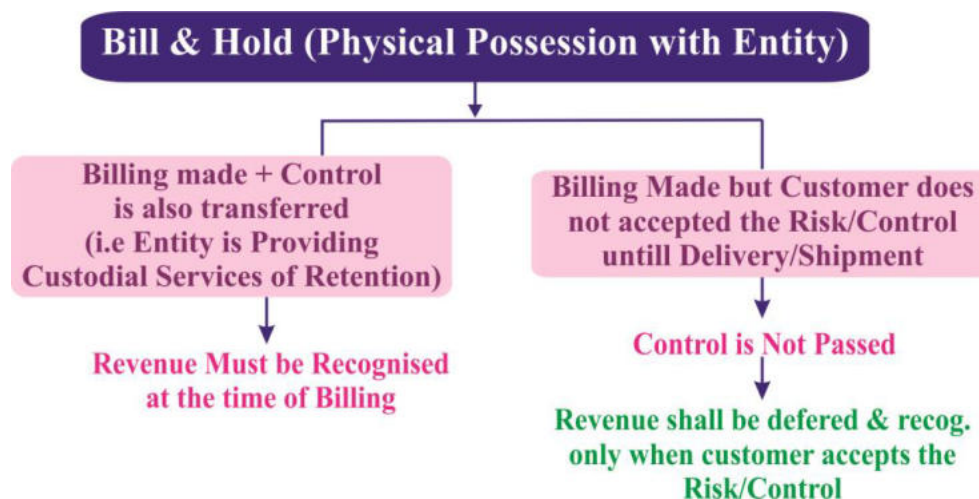 Bill & Hold (Physical Possession with Entity)
Billing made + Control
is also transferred
(i.e Entity is Providing
Custodial Services of Retention)
Revenue Must be Recognised
at the time of Billing
Billing Made but Customer does
not accepted the Risk/Control
untill Delivery/Shipment
Control is Not Passed
Revenue shall be defered & recog.
only when customer accepts the
Risk/Control